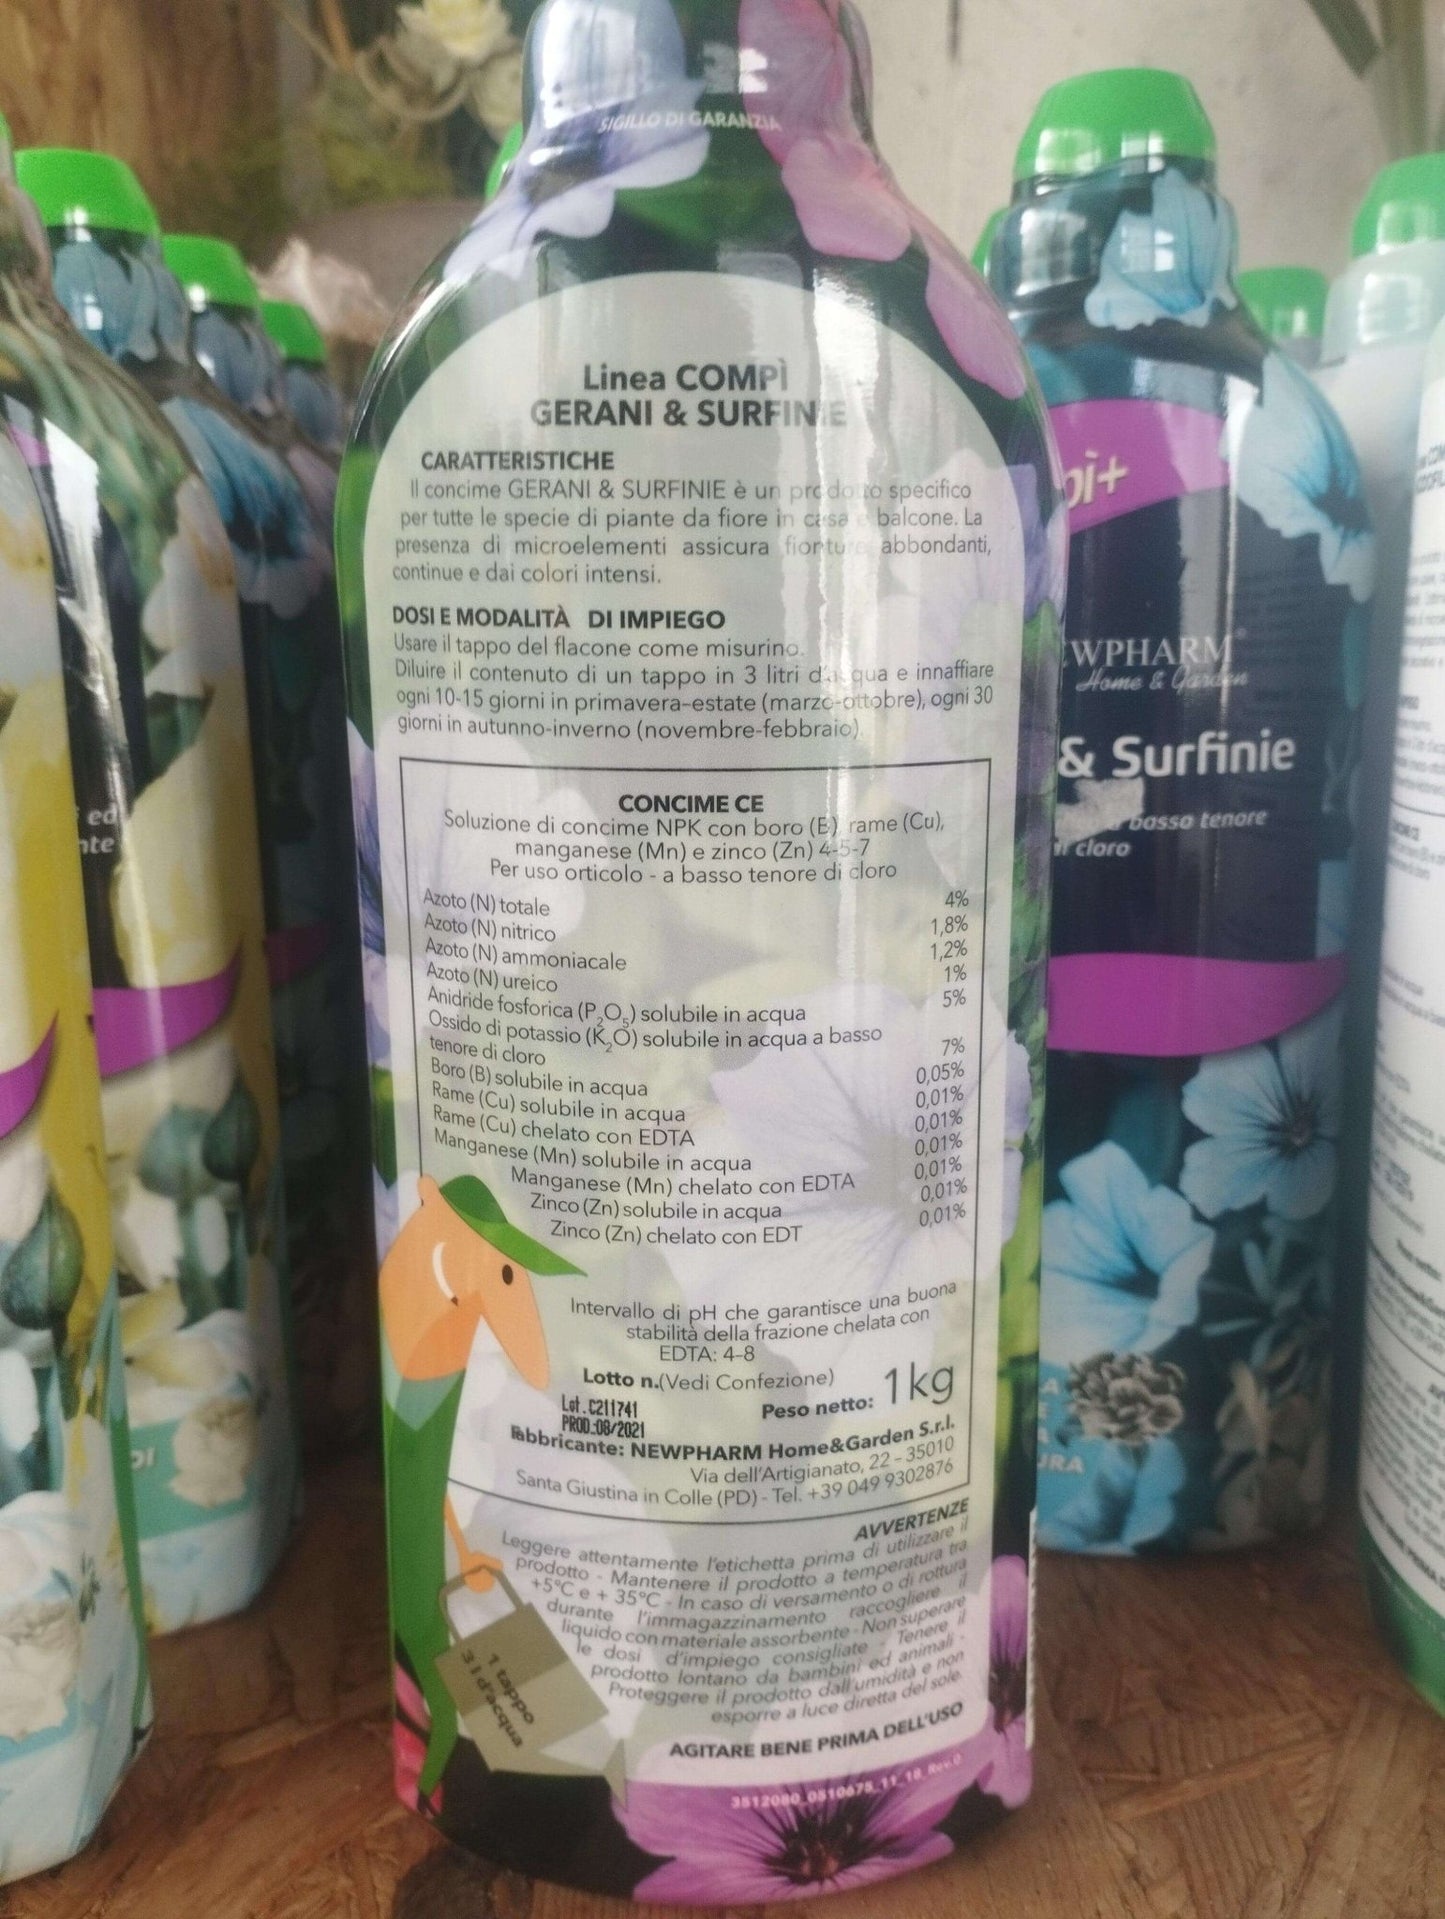 SIGILLO DI GARANZIA
Linea COMPÌ
GERANI & SURFINIE
CARATTERISTICHE
Il concime GERANI & SURFINIE è un prodotto specifico
per tutte le specie di piante da fiore in casa e balcone. La
presenza di microelementi assicura fioriture abbondanti,
continue e dai colori intensi.
DOSI E MODALITÀ DI IMPIEGO
Usare il tappo del flacone come misurino.
Diluire il contenuto di un tappo in 3 litri d'acqua e innaffiare
ogni 10-15 giorni in primavera-estate (marzo-ottobre), ogni 30
giorni in autunno-inverno (novembre-febbraio)
CONCIME CE
Soluzione di concime NPK con boro (B) rame (Cu),
manganese (Mn) e zinco (Zn) 4-5-7
Per uso orticolo - a basso tenore di cloro
Azoto (N) totale 4%
Azoto (N) nitrico 1,8%
Azoto (N) ammoniacale 1,2%
Azoto (N) ureico 1%
Anidride fosforica (P2O5) solubile in acqua 5%
Ossido di potassio (K2O) solubile in acqua a basso
tenore di cloro 7%
Boro (B) solubile in acqua 0,05%
Rame (Cu) solubile in acqua 0,01%
Rame (Cu) chelato con EDTA 0,01%
Manganese (Mn) solubile in acqua 0,01%
Manganese (Mn) chelato con EDTA 0,01%
Zinco (Zn) solubile in acqua 0,01%
Zinco (Zn) chelato con EDT 0,01%
Intervallo di pH che garantisce una buona
stabilità della frazione chelata con
EDTA: 4-8
Lotto n.(Vedi Confezione)
Lot.C211741
PROD:08/2021
Peso netto: 1kg
Fabbricante: NEWPHARM Home&Garden S.r.l.
Via dell'Artigianato, 22 - 35010
Santa Giustina in Colle (PD) - Tel. +39 049 9302876
AVVERTENZE
Leggere attentamente l'etichetta prima di utilizzare il
prodotto - Mantenere il prodotto a temperatura tra
+5°C e + 35°C - In caso di versamento o di rottura
durante l'immagazzinamento raccogliere il
liquido con materiale assorbente - Non superare
le dosi d'impiego consigliate - Tenere il
prodotto lontano da bambini ed animali -
Proteggere il prodotto dall'umidità e non
esporre a luce diretta del sole.
AGITARE BENE PRIMA DELL'USO
1 tappo
3 l d'acqua
3512080_0510675_11_18_Rev.0
pì+
EWPHARM
Home & Garden
& Surfinie
basso tenore
cloro
ed
nte